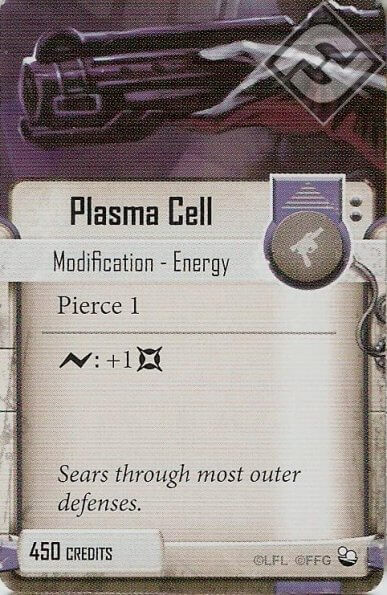 Plasma Cell
Modification - Energy
Pierce 1
: +1
Sears through most outer
defenses.
450 CREDITS
©LFL ©FFG